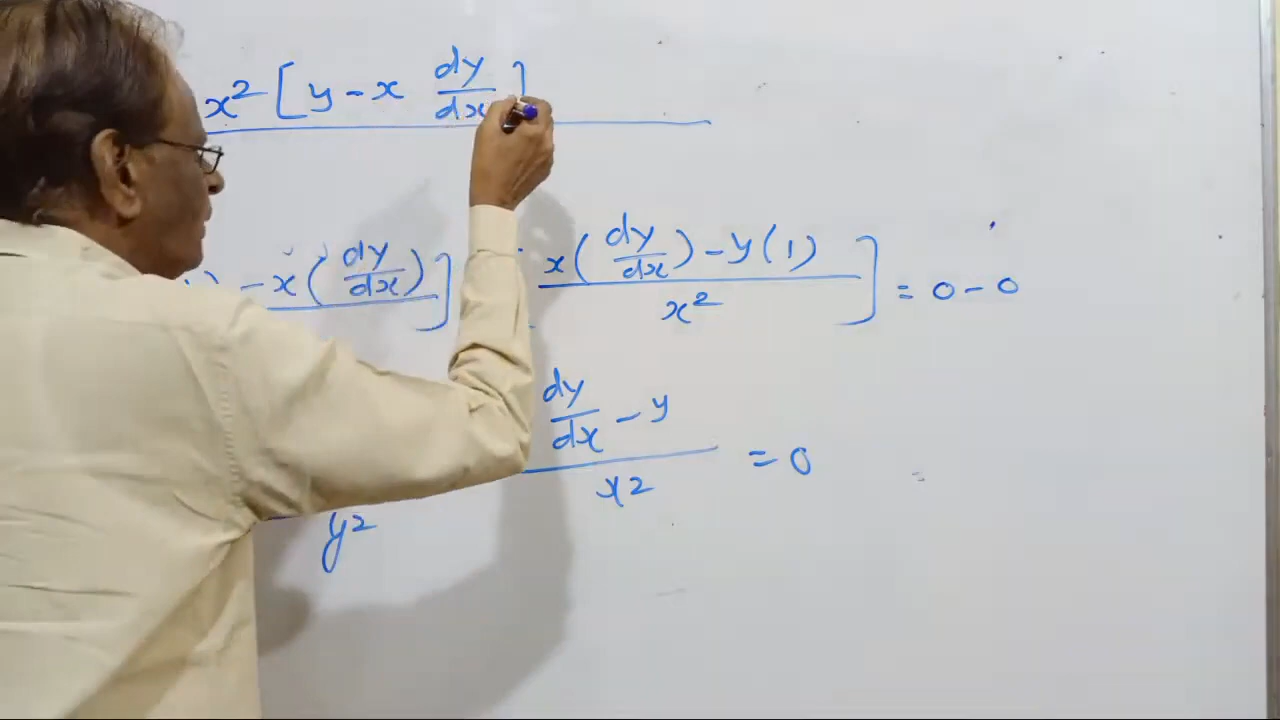 x² [ y - x dy/dx ]
) - x ( dy/dx ) ] x ( dy/dx ) - y ( 1 ) / x² ] = 0 - 0
dy/dx - y / x2 = 0
y²